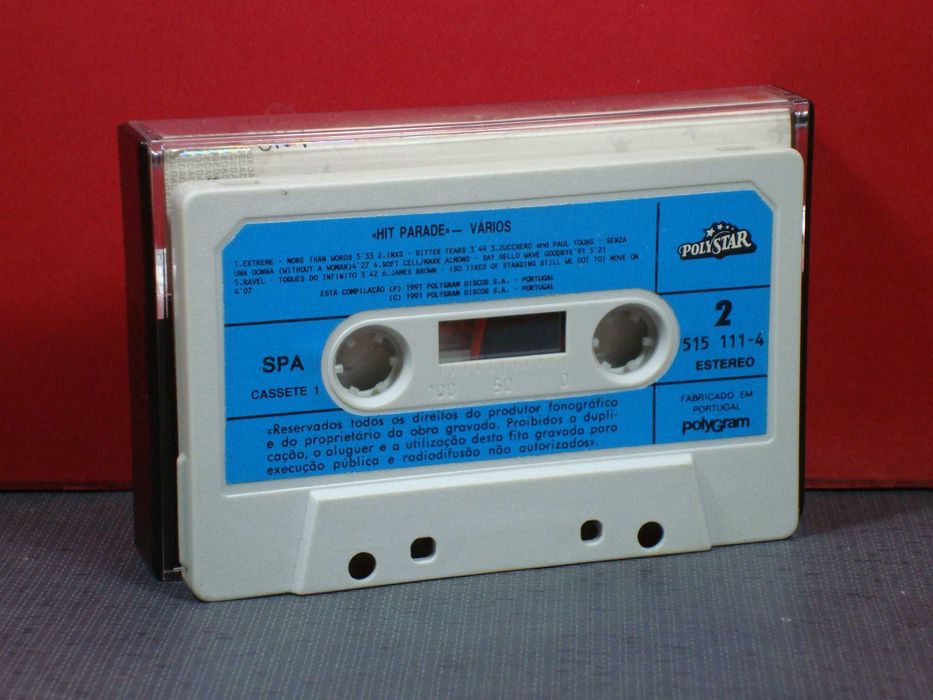 «HIT PARADE»— VÁRIOS
1.EXTREME - MORE THAN WORDS 5'33 2.INXS - BITTER TEARS 3'49 3.ZUCCHERO and PAUL YOUNG - SENZA
UNA DONNA (WITHOUT A WOMAN)4'27 4.SOFT CELL/MARK ALMOND - SAY HELLO WAVE GOODBYE'91 5'21
5.RAVEL - TOQUES DO INFINITO 3'42 6.JAMES BROWN - (SO TIRED OF STANDING STILL WE GOT TO) MOVE ON
4'07
ESTA COMPILAÇÃO (P) 1991 POLYGRAM DISCOS S.A. - PORTUGAL
(C) 1991 POLYGRAM DISCOS S.A. - PORTUGAL
POLYSTAR
2
515 111-4
ESTEREO
SPA
CASSETE 1
100 50 0
FABRICADO EM
PORTUGAL
polyGram
«Reservados todos os direitos do produtor fonográfico
e do proprietário da obra gravada. Proibidos a dupli-
cação, o aluguer e a utilização desta fita gravada para
execução pública e radiodifusão não autorizados».